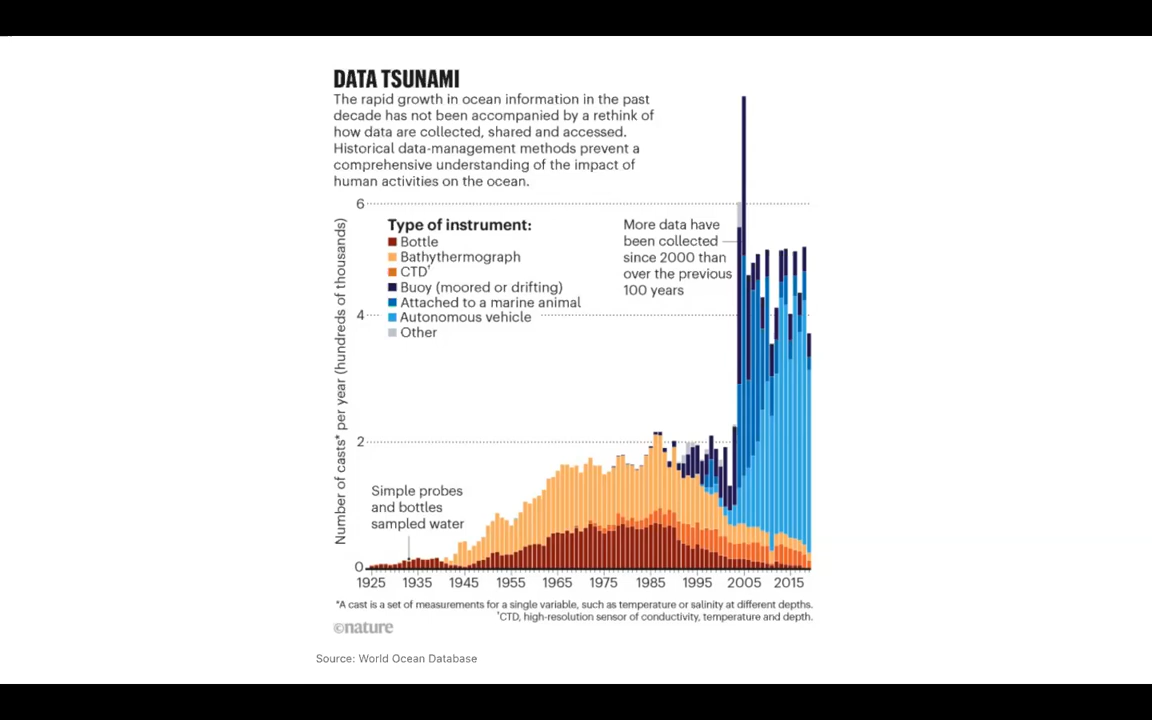 DATA TSUNAMI
The rapid growth in ocean information in the past
decade has not been accompanied by a rethink of
how data are collected, shared and accessed.
Historical data-management methods prevent a
comprehensive understanding of the impact of
human activities on the ocean.
6
Number of casts* per year (hundreds of thousands)
Type of instrument:
Bottle
Bathythermograph
CTD†
Buoy (moored or drifting)
Attached to a marine animal
Autonomous vehicle
Other
More data have
been collected
since 2000 than
over the previous
100 years
4
2
Simple probes
and bottles
sampled water
0
1925 1935 1945 1955 1965 1975 1985 1995 2005 2015
*A cast is a set of measurements for a single variable, such as temperature or salinity at different depths.
†CTD, high-resolution sensor of conductivity, temperature and depth.
©nature
Source: World Ocean Database